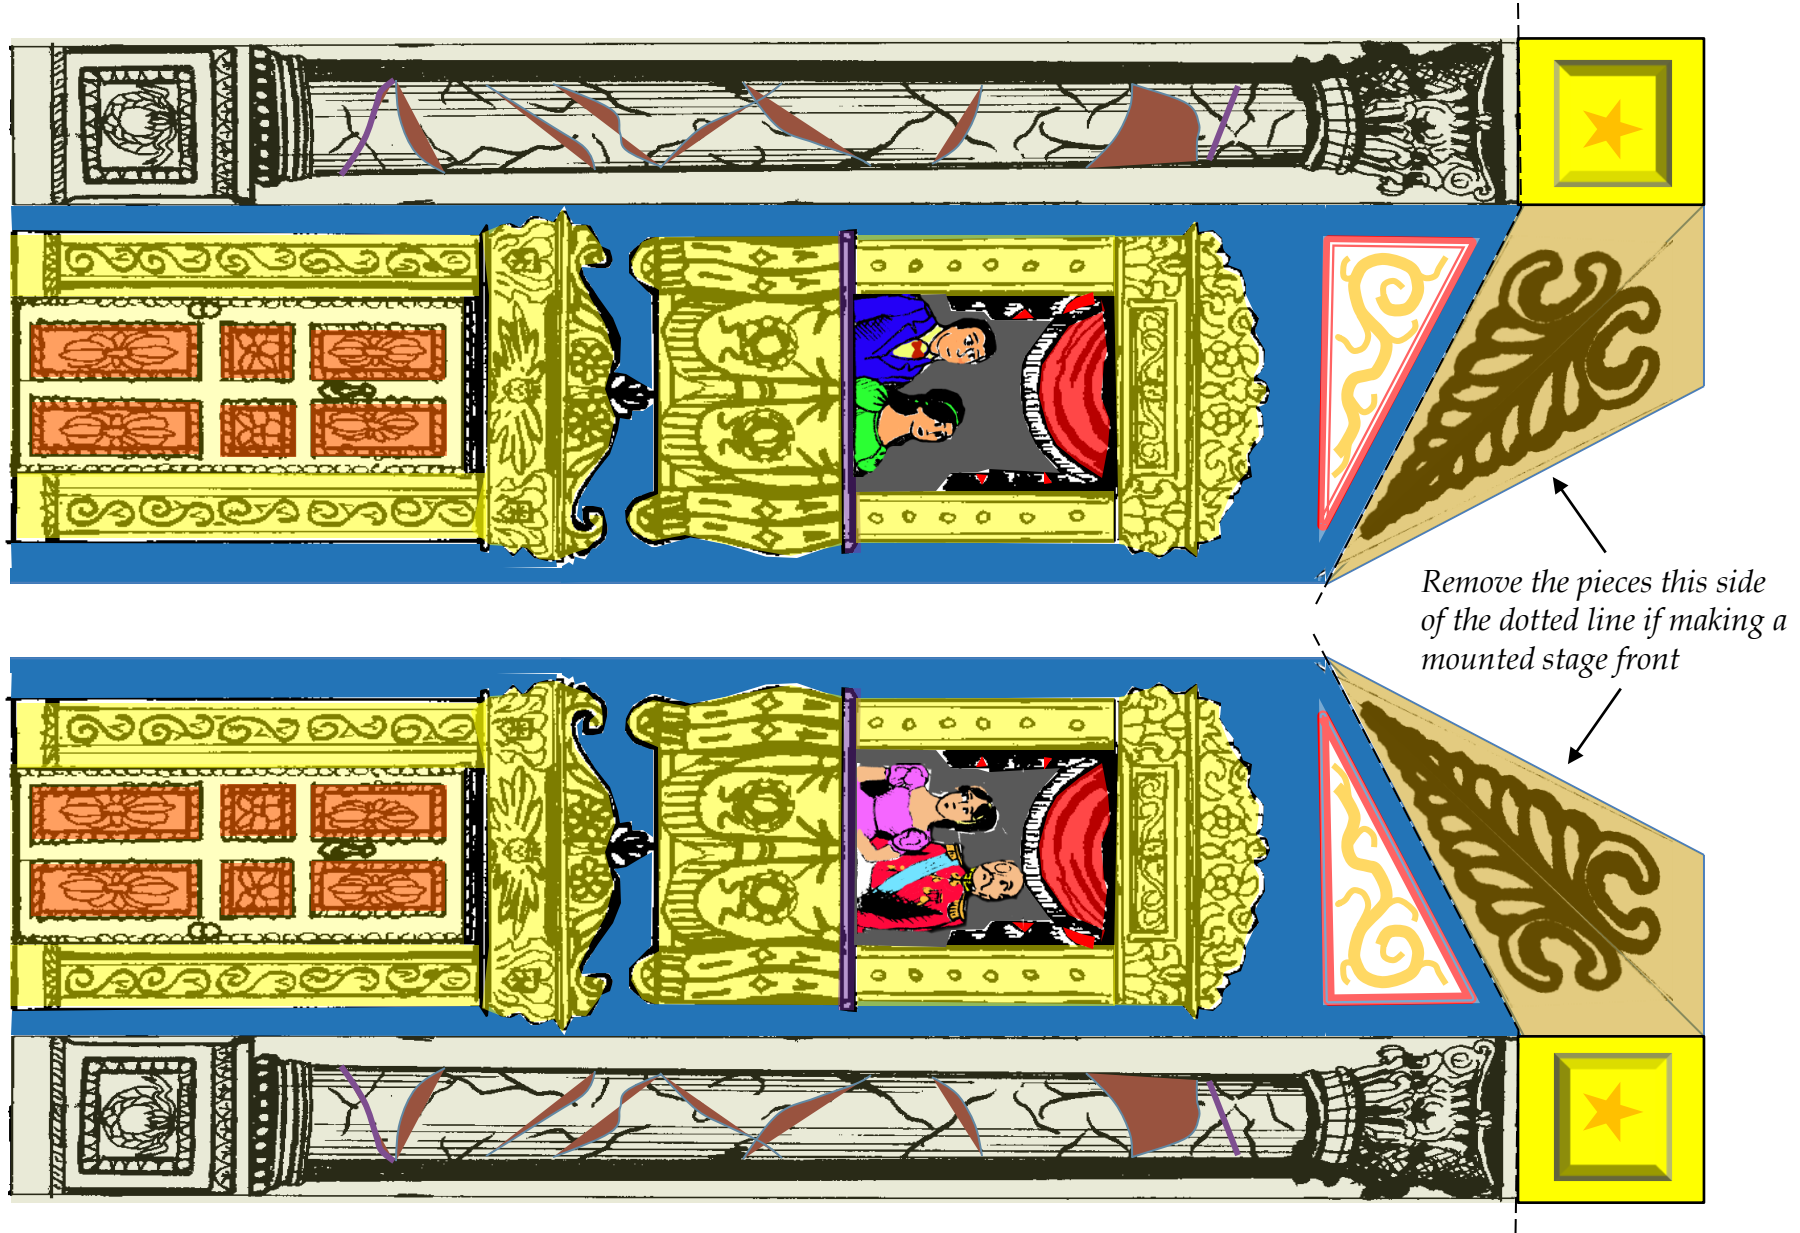 Remove the pieces this side
of the dotted line if making a
mounted stage front